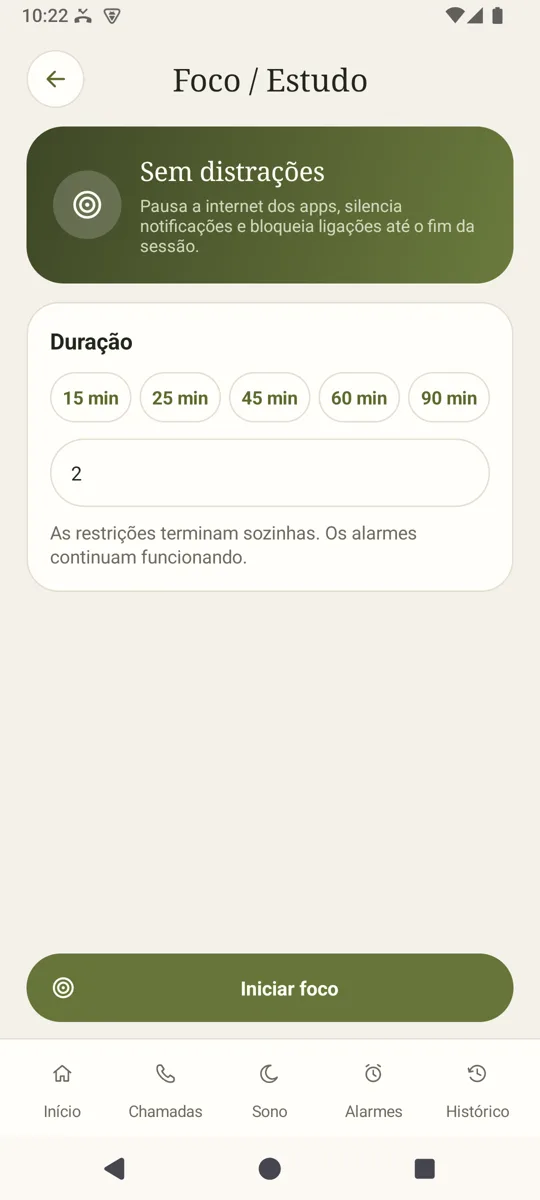 10:22
Foco / Estudo
Sem distrações
Pausa a internet dos apps, silencia
notificações e bloqueia ligações até o fim da
sessão.
Duração
15 min 25 min 45 min 60 min 90 min
2
As restrições terminam sozinhas. Os alarmes
continuam funcionando.
Iniciar foco
Início Chamadas Sono Alarmes Histórico